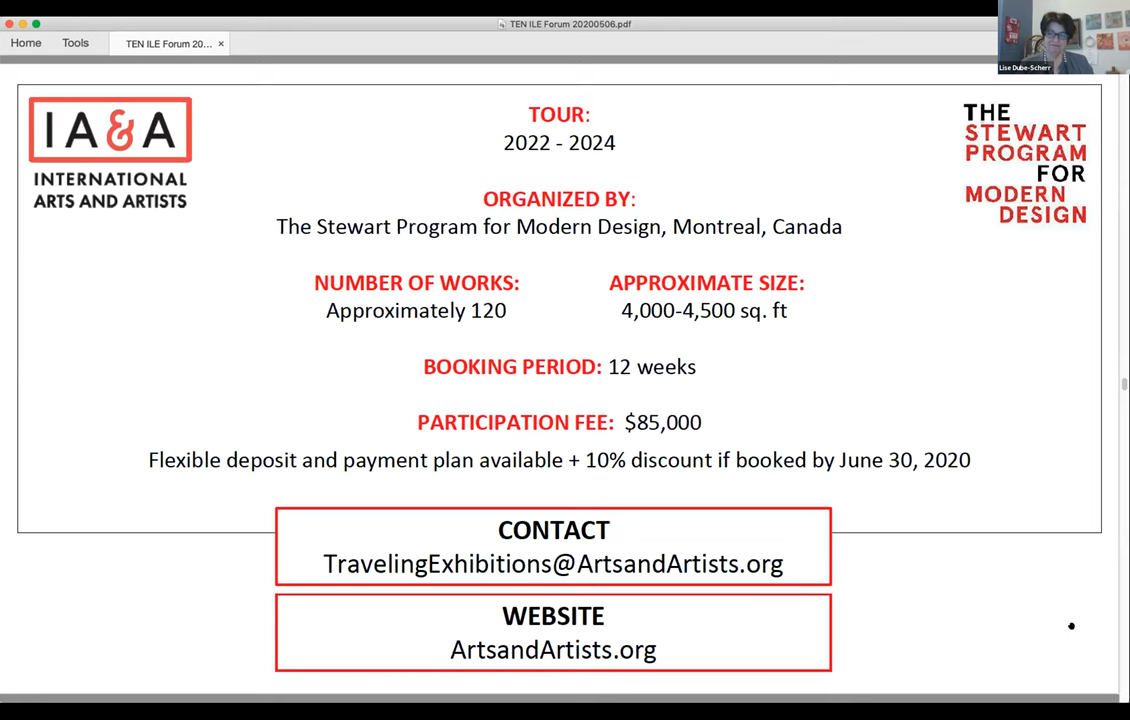 TEN ILE Forum 20200506.pdf
Home
Tools
TEN ILE Forum 20... ×
Lise Dube-Scherr
IA&A
INTERNATIONAL
ARTS AND ARTISTS
THE
STEWART
PROGRAM
FOR
MODERN
DESIGN
TOUR:
2022 - 2024
ORGANIZED BY:
The Stewart Program for Modern Design, Montreal, Canada
NUMBER OF WORKS:
Approximately 120
APPROXIMATE SIZE:
4,000-4,500 sq. ft
BOOKING PERIOD: 12 weeks
PARTICIPATION FEE: $85,000
Flexible deposit and payment plan available + 10% discount if booked by June 30, 2020
CONTACT
TravelingExhibitions@ArtsandArtists.org
WEBSITE
ArtsandArtists.org